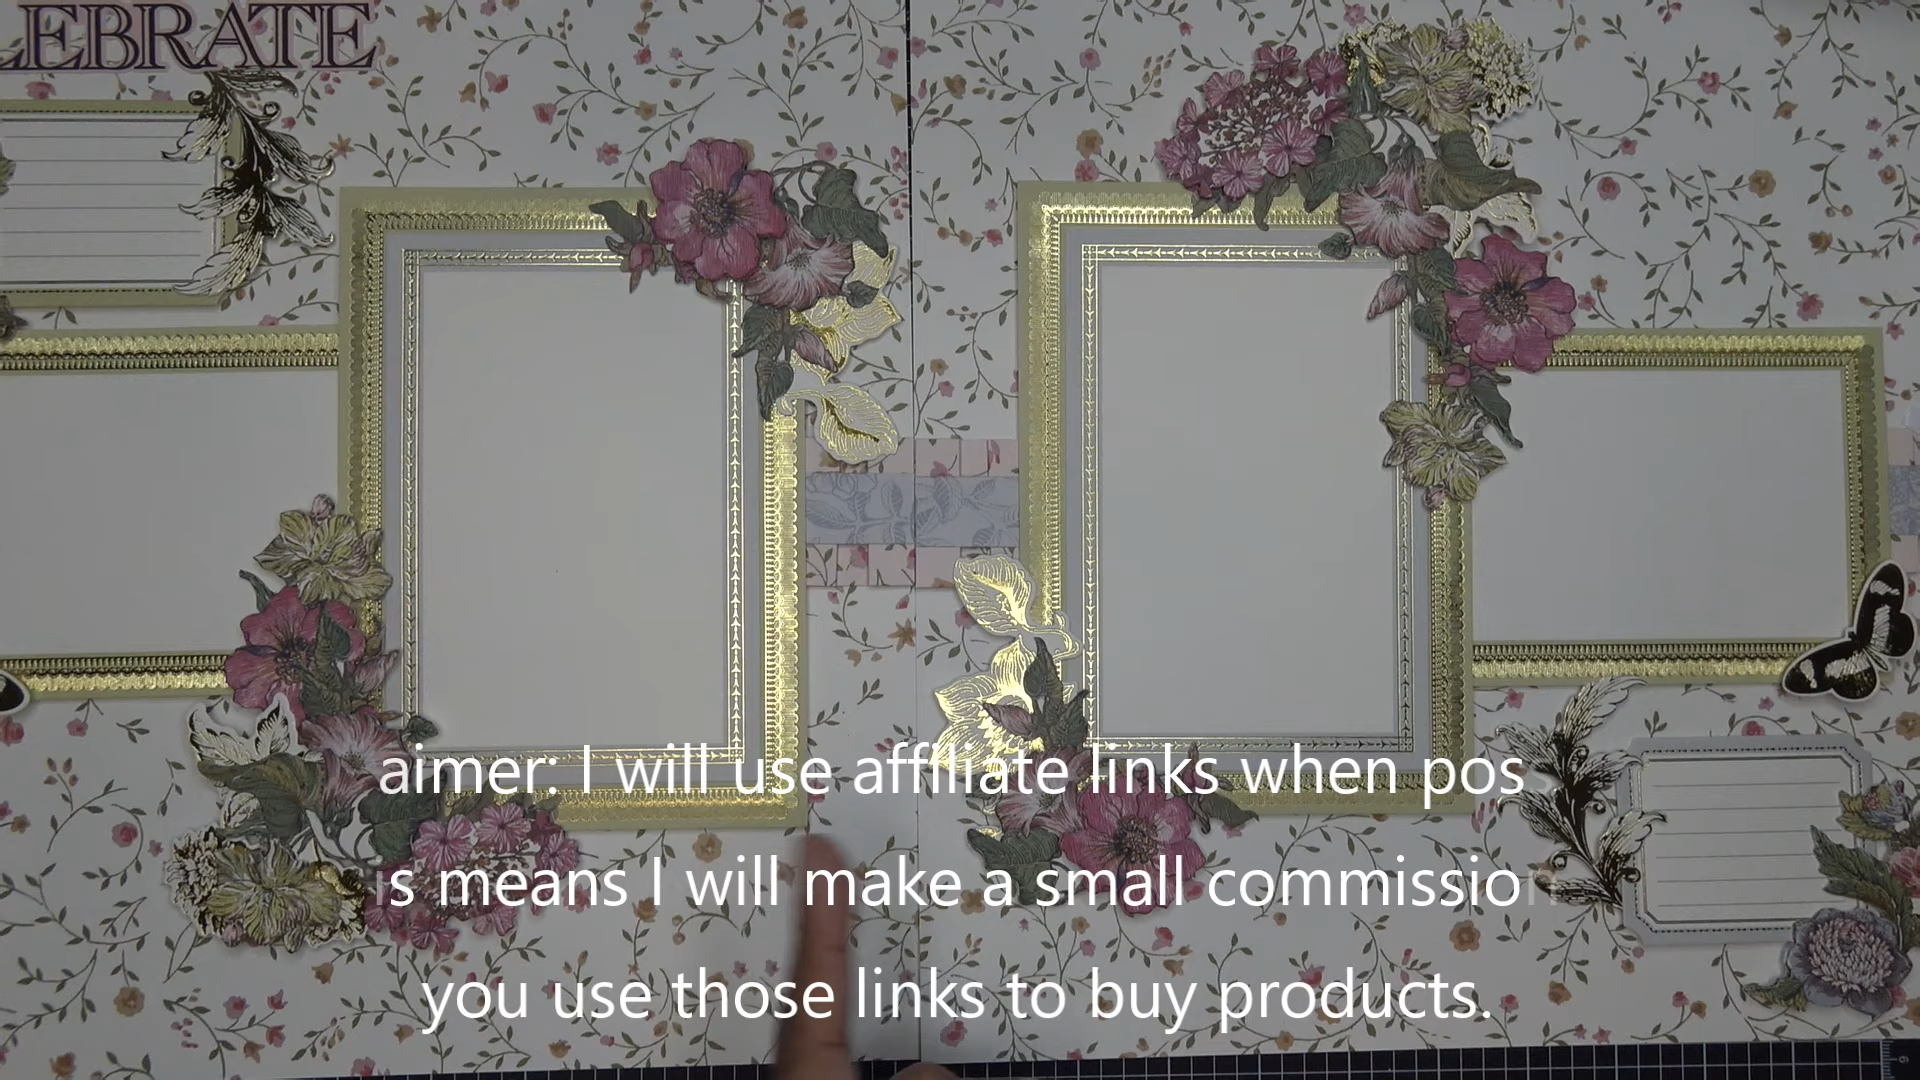 LEBRATE
aimer: I will use affiliate links when pos
s means I will make a small commissio
you use those links to buy products.